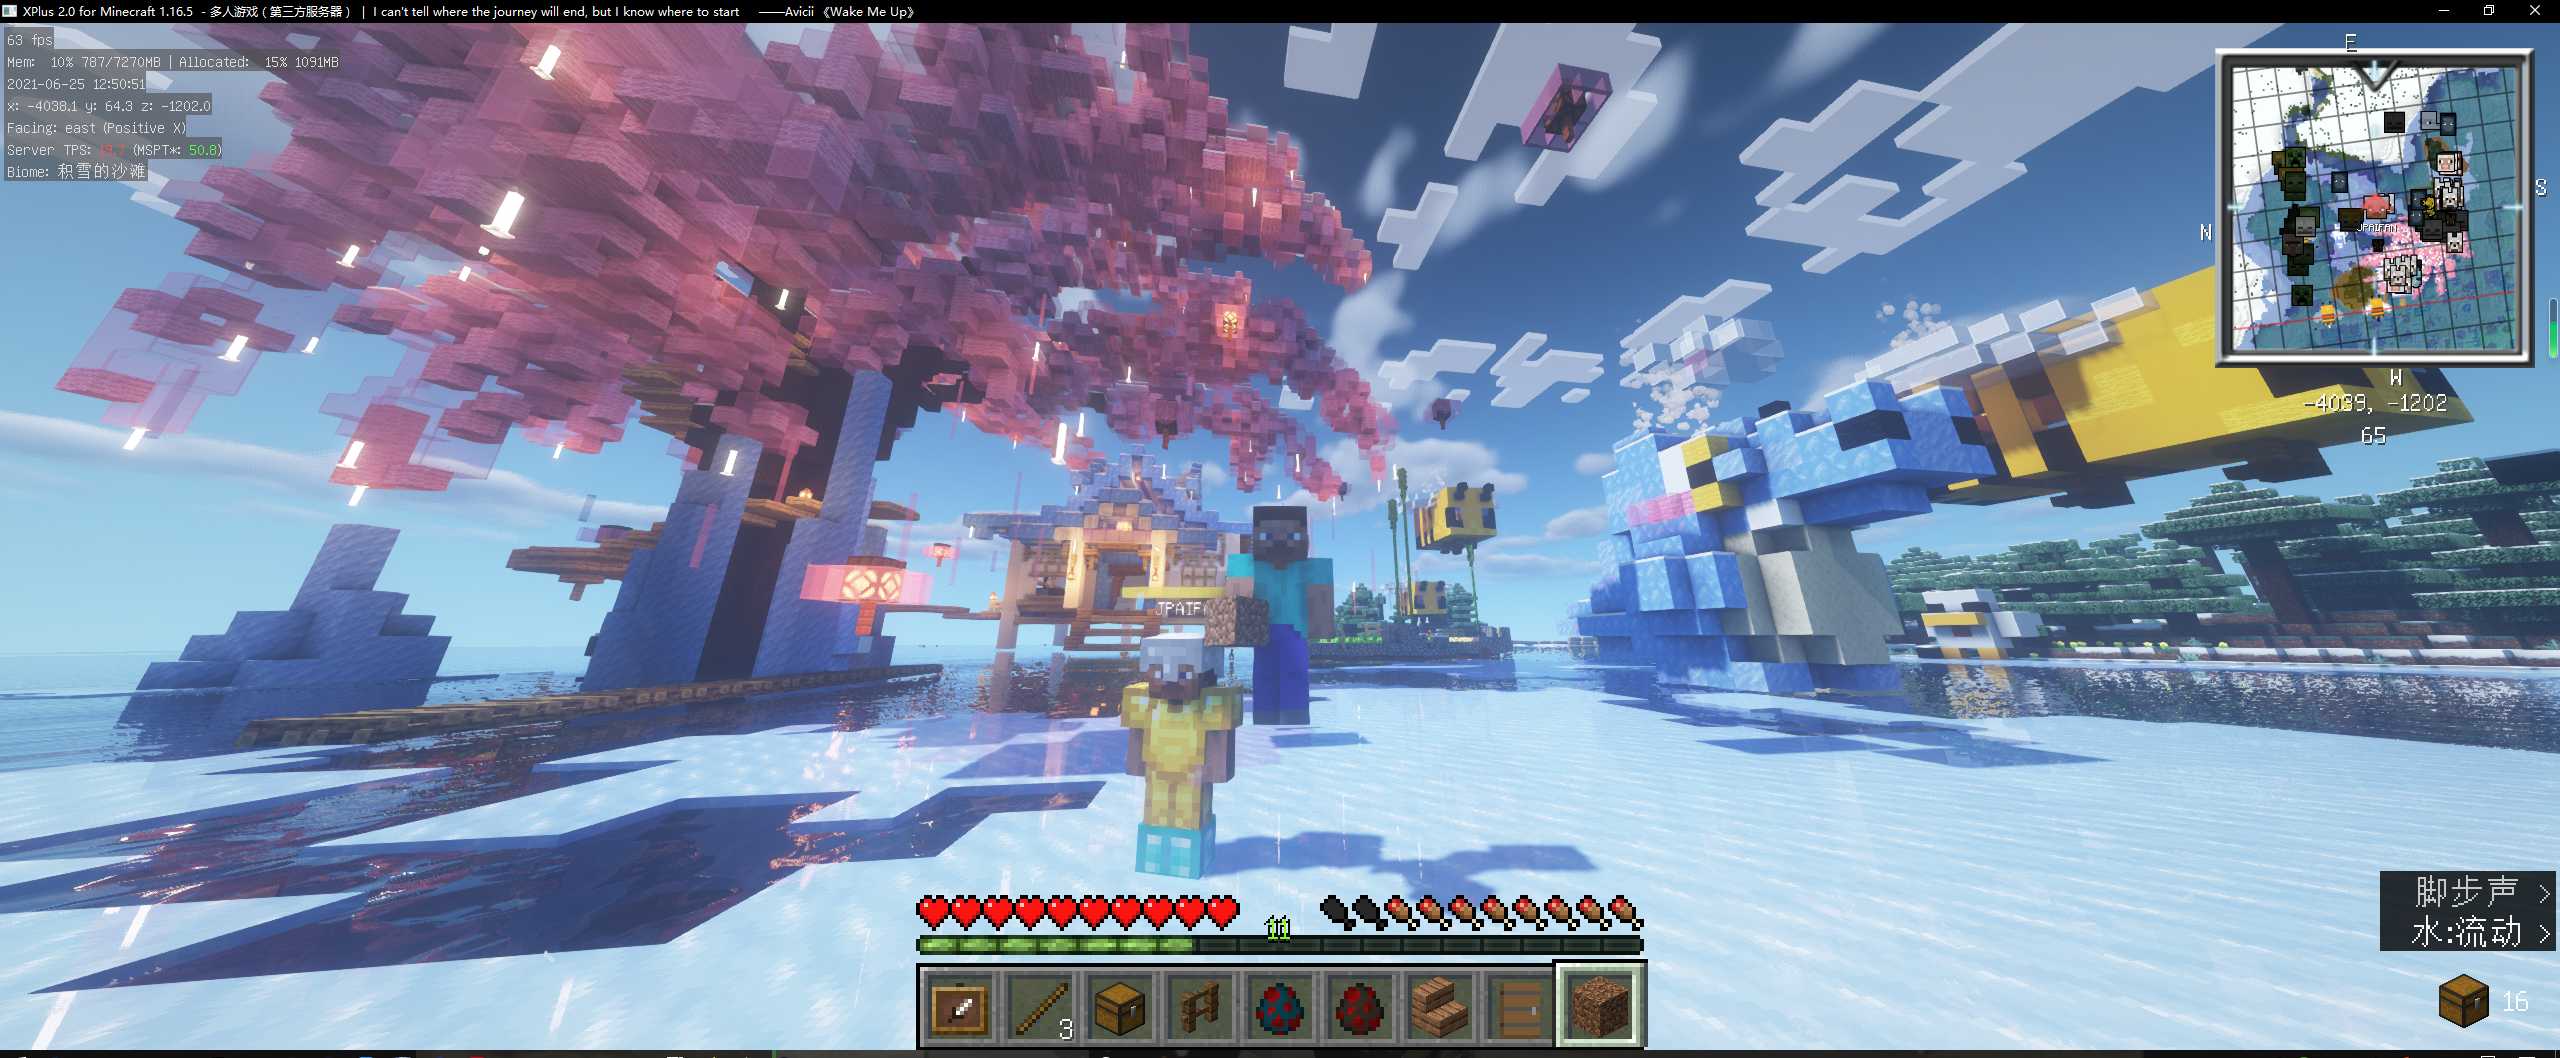 XPlus 2.0 for Minecraft 1.16.5 - 多人游戏（第三方服务器） | I can't tell where the journey will end, but I know where to start ——Avicii 《Wake Me Up》
63 fps
Mem: 10% 787/7270MB | Allocated: 15% 1091MB
2021-06-25 12:50:51
x: -4038.1 y: 64.3 z: -1202.0
Facing: east (Positive X)
Server TPS: 19.7 (MSPT*: 50.8)
Biome: 积雪的沙滩
E
S
N
JPAIFAN
W
-4039, -1202
65
JPAIF
脚步声 >
水:流动 >
11
3
16